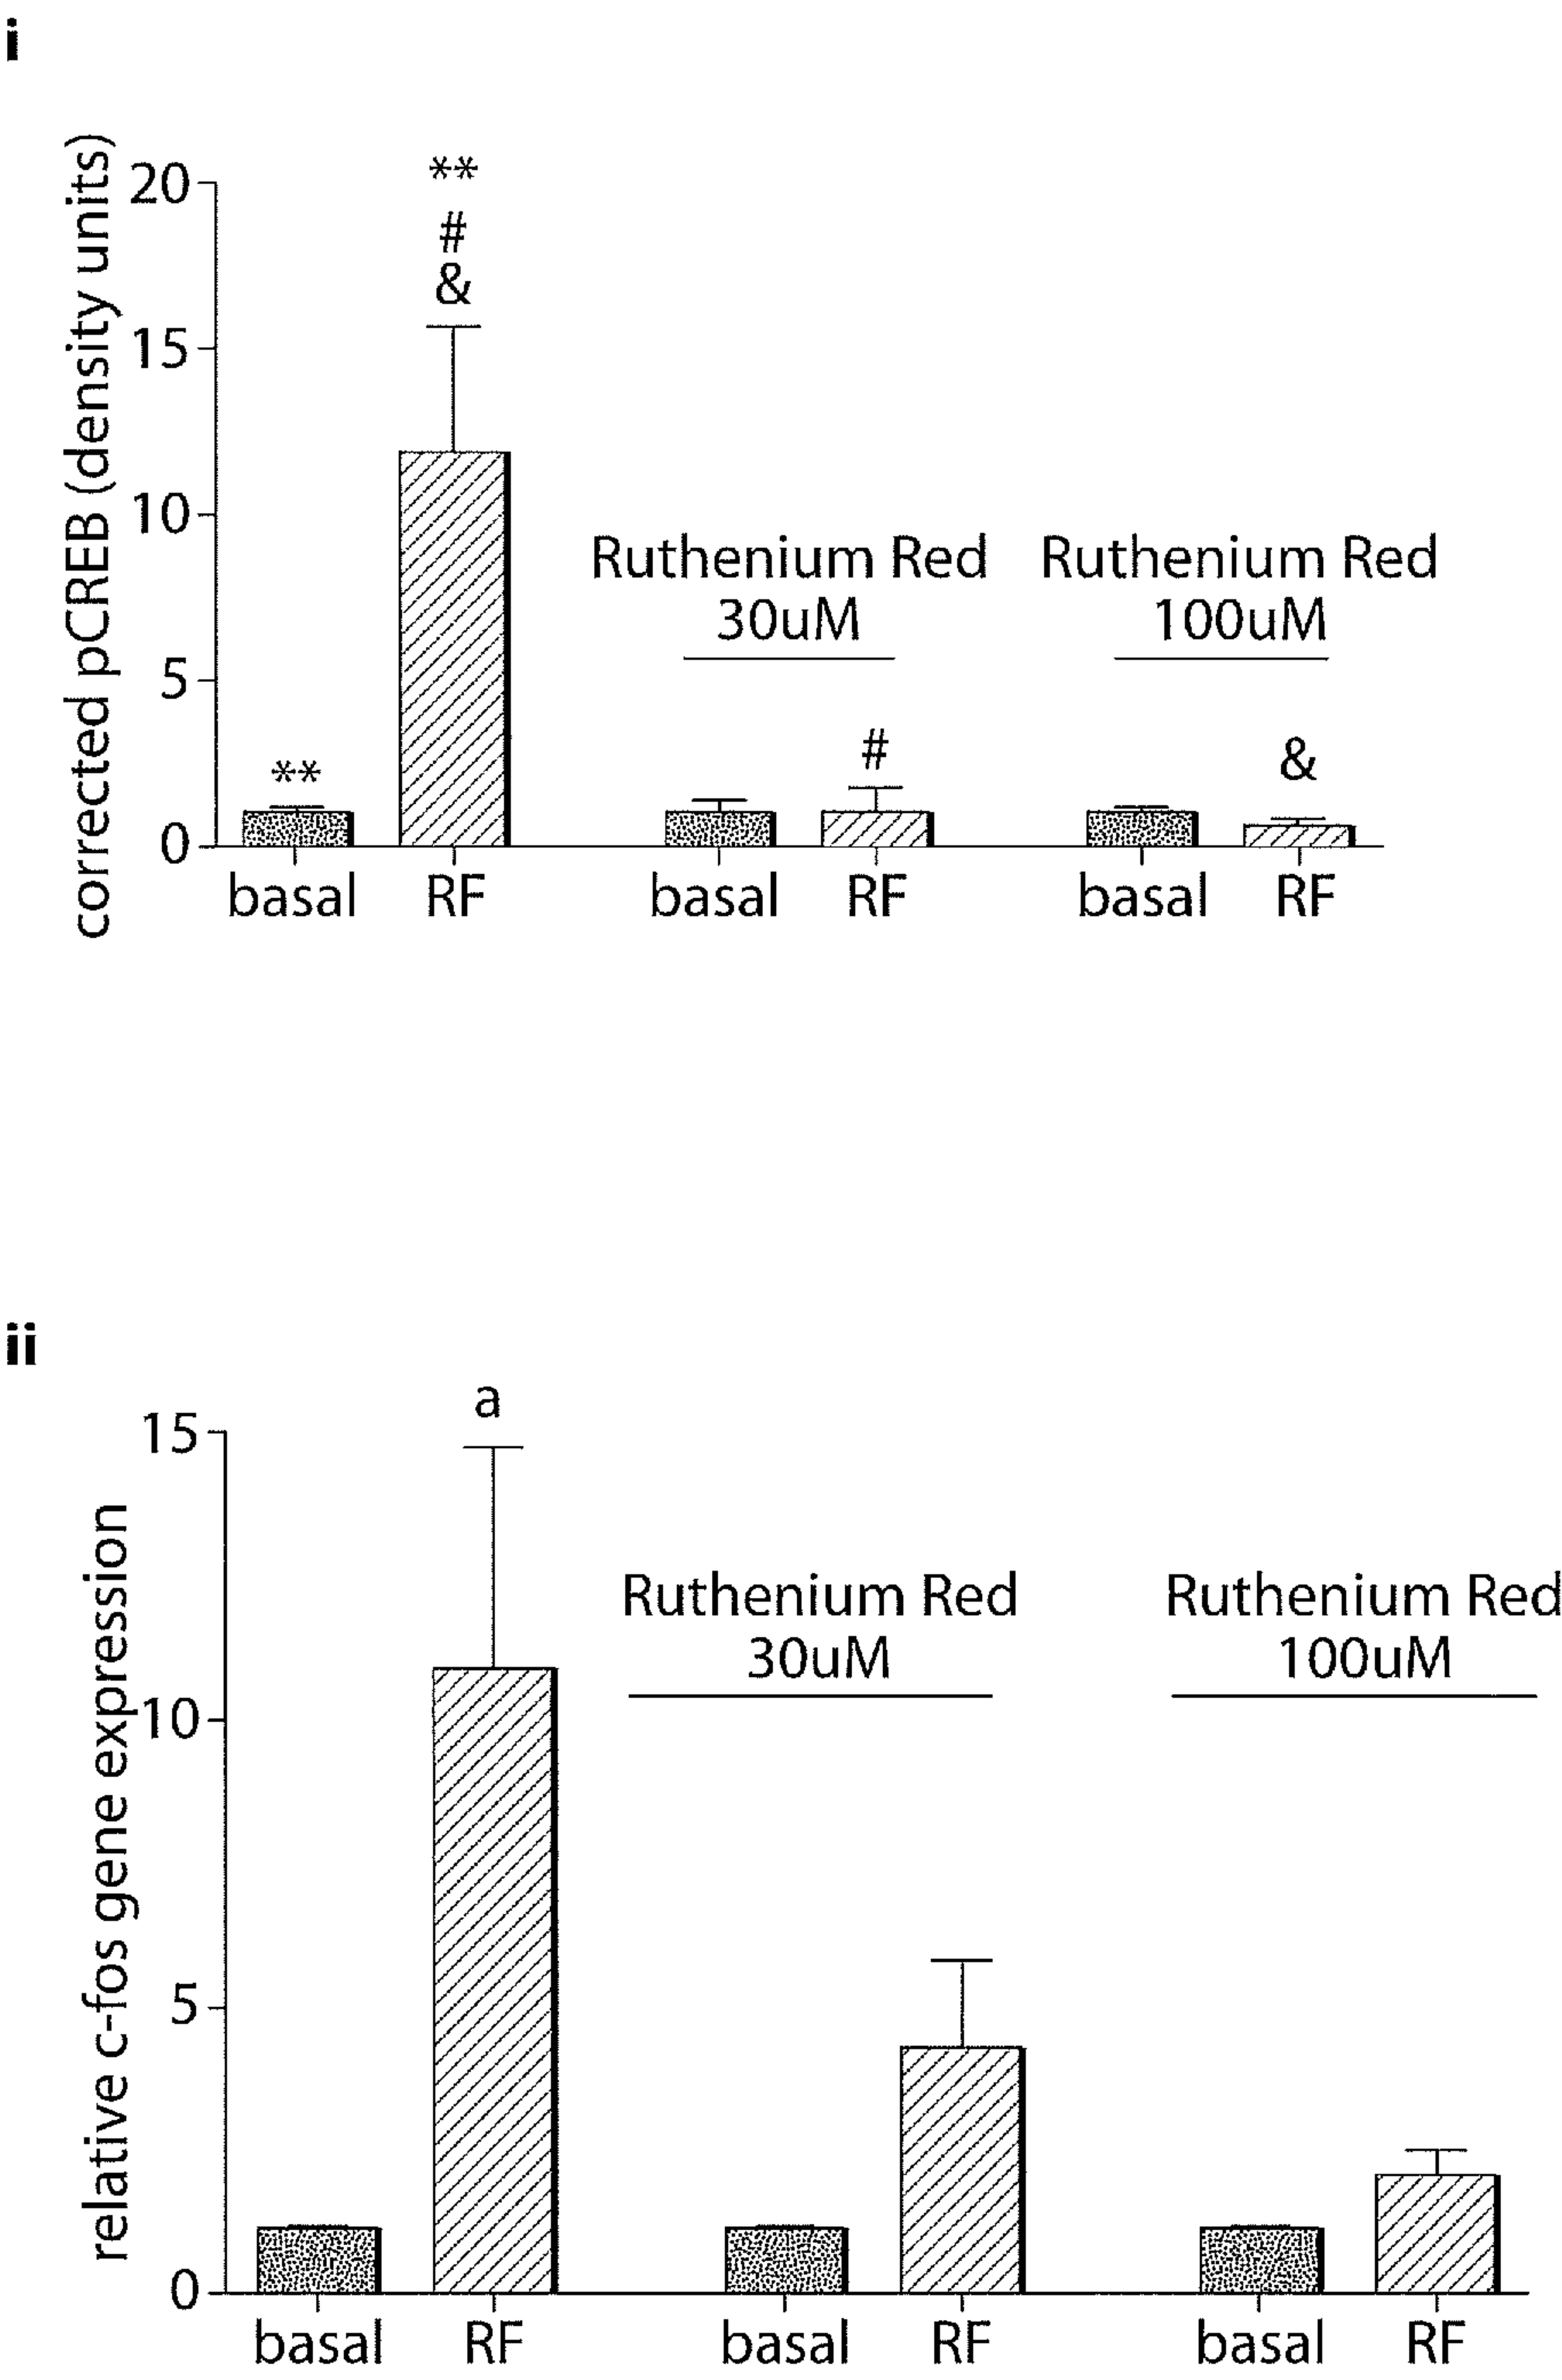 i
corrected pCREB (density units)
20
15
10
5
0
**
#
&
**
Ruthenium Red
30uM
Ruthenium Red
100uM
#
&
basal
RF
basal
RF
basal
RF
ii
relative c-fos gene expression
15
10
5
0
a
Ruthenium Red
30uM
Ruthenium Red
100uM
basal
RF
basal
RF
basal
RF